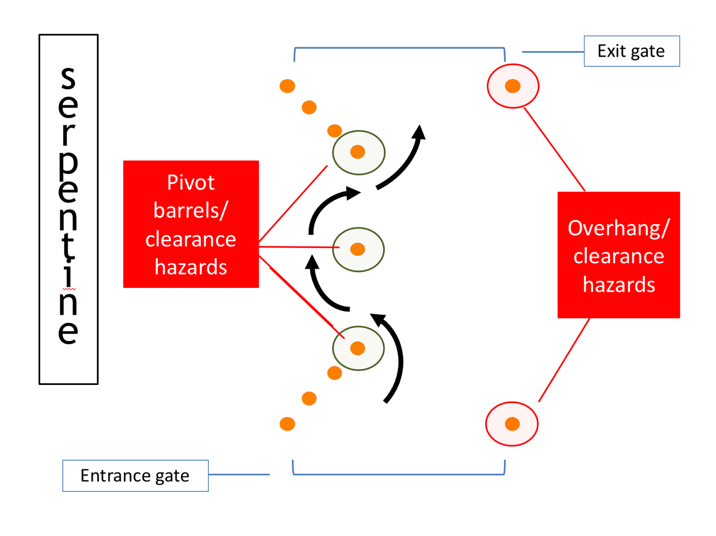 serpentine
Exit gate
Pivot
barrels/
clearance
hazards
Overhang/
clearance
hazards
Entrance gate